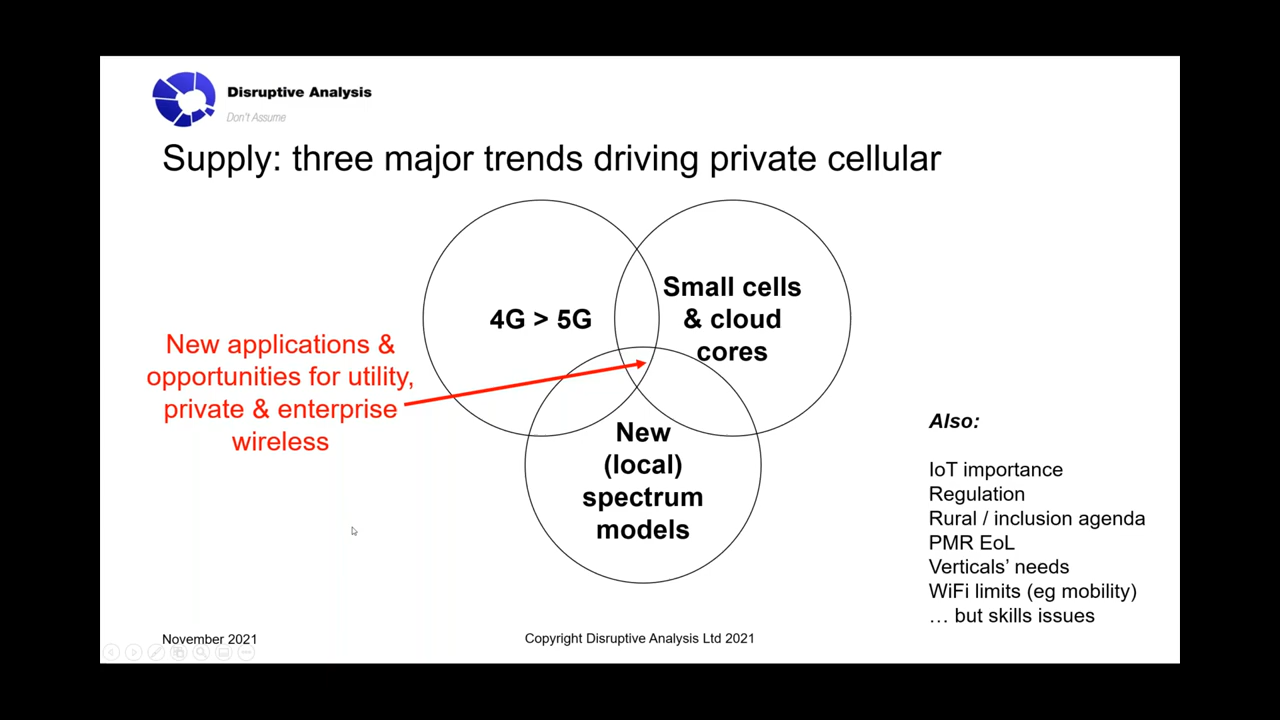 Disruptive Analysis
Don't Assume
Supply: three major trends driving private cellular
4G > 5G
Small cells
& cloud
cores
New applications &
opportunities for utility,
private & enterprise
wireless
New
(local)
spectrum
models
Also:
IoT importance
Regulation
Rural / inclusion agenda
PMR EoL
Verticals’ needs
WiFi limits (eg mobility)
… but skills issues
November 2021
Copyright Disruptive Analysis Ltd 2021